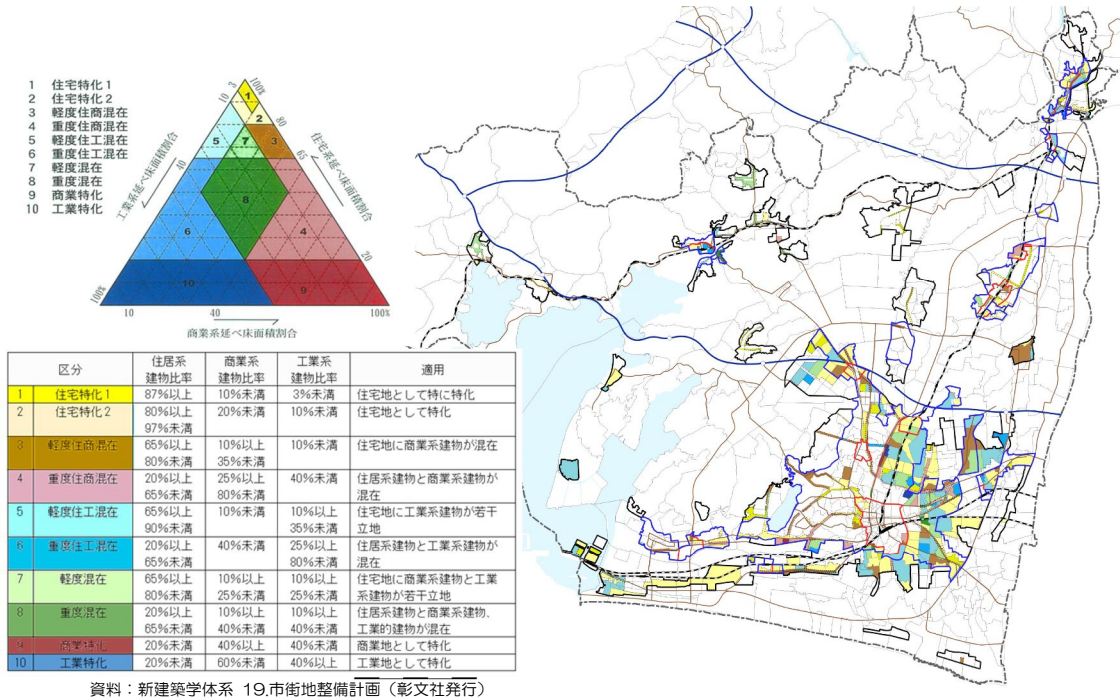 1 住宅特化1
2 住宅特化2
3 軽度住商混在
4 重度住商混在
5 軽度住工混在
6 重度住工混在
7 軽度混在
8 重度混在
9 商業特化
10 工業特化
3 100%
10
1
2 80
5 7 3
40 65
工業系延べ床面積割合
住宅系延べ床面積割合
8
6 4
20
10 9
100% 100%
10 40
商業系延べ床面積割合
区分 住居系建物比率 商業系建物比率 工業系建物比率 適用
1 住宅特化1 87%以上 10%未満 3%未満 住宅地として特に特化
2 住宅特化2 80%以上 20%未満 10%未満 住宅地として特化
97%未満
3 軽度住商混在 65%以上 10%以上 10%未満 住宅地に商業系建物が混在
80%未満 35%未満
4 重度住商混在 20%以上 25%以上 40%未満 住居系建物と商業系建物が
65%未満 80%未満 混在
5 軽度住工混在 65%以上 10%未満 10%以上 住宅地に工業系建物が若干
90%未満 35%未満 立地
6 重度住工混在 20%以上 40%未満 25%以上 住居系建物と工業系建物が
65%未満 80%未満 混在
7 軽度混在 65%以上 10%以上 10%以上 住宅地に商業系建物と工業
80%未満 25%未満 25%未満 系建物が若干立地
8 重度混在 20%以上 10%以上 10%以上 住居系建物と商業系建物、
65%未満 40%未満 40%未満 工業的建物が混在
9 商業特化 20%未満 40%以上 40%未満 商業地として特化
10 工業特化 20%未満 60%未満 40%以上 工業地として特化
資料：新建築学体系 19.市街地整備計画（彰文社発行）